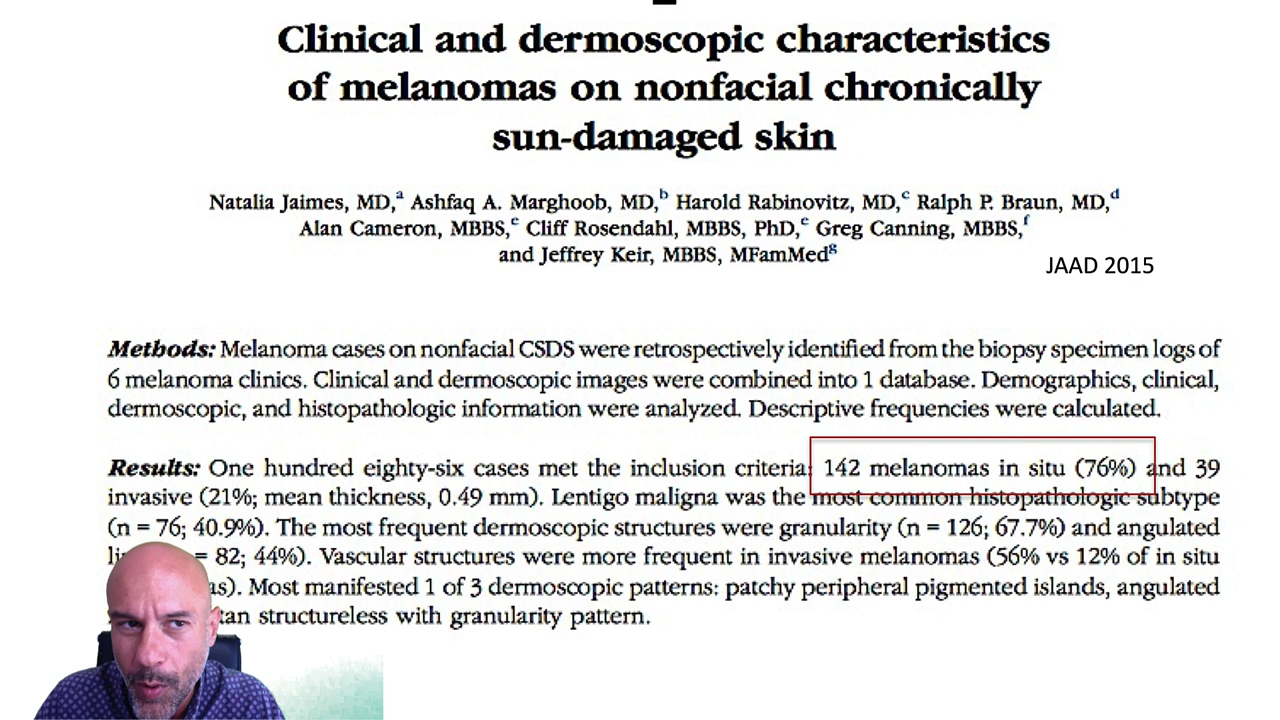 Clinical and dermoscopic characteristics
of melanomas on nonfacial chronically
sun-damaged skin
Natalia Jaimes, MD,a Ashfaq A. Marghoob, MD,b Harold Rabinovitz, MD,c Ralph P. Braun, MD,d
Alan Cameron, MBBS,e Cliff Rosendahl, MBBS, PhD,e Greg Canning, MBBS,f
and Jeffrey Keir, MBBS, MFamMedg
JAAD 2015
Methods: Melanoma cases on nonfacial CSDS were retrospectively identified from the biopsy specimen logs of
6 melanoma clinics. Clinical and dermoscopic images were combined into 1 database. Demographics, clinical,
dermoscopic, and histopathologic information were analyzed. Descriptive frequencies were calculated.
Results: One hundred eighty-six cases met the inclusion criteria: 142 melanomas in situ (76%) and 39
invasive (21%; mean thickness, 0.49 mm). Lentigo maligna was the most common histopathologic subtype
(n = 76; 40.9%). The most frequent dermoscopic structures were granularity (n = 126; 67.7%) and angulated
= 82; 44%). Vascular structures were more frequent in invasive melanomas (56% vs 12% of in situ
as). Most manifested 1 of 3 dermoscopic patterns: patchy peripheral pigmented islands, angulated
tan structureless with granularity pattern.